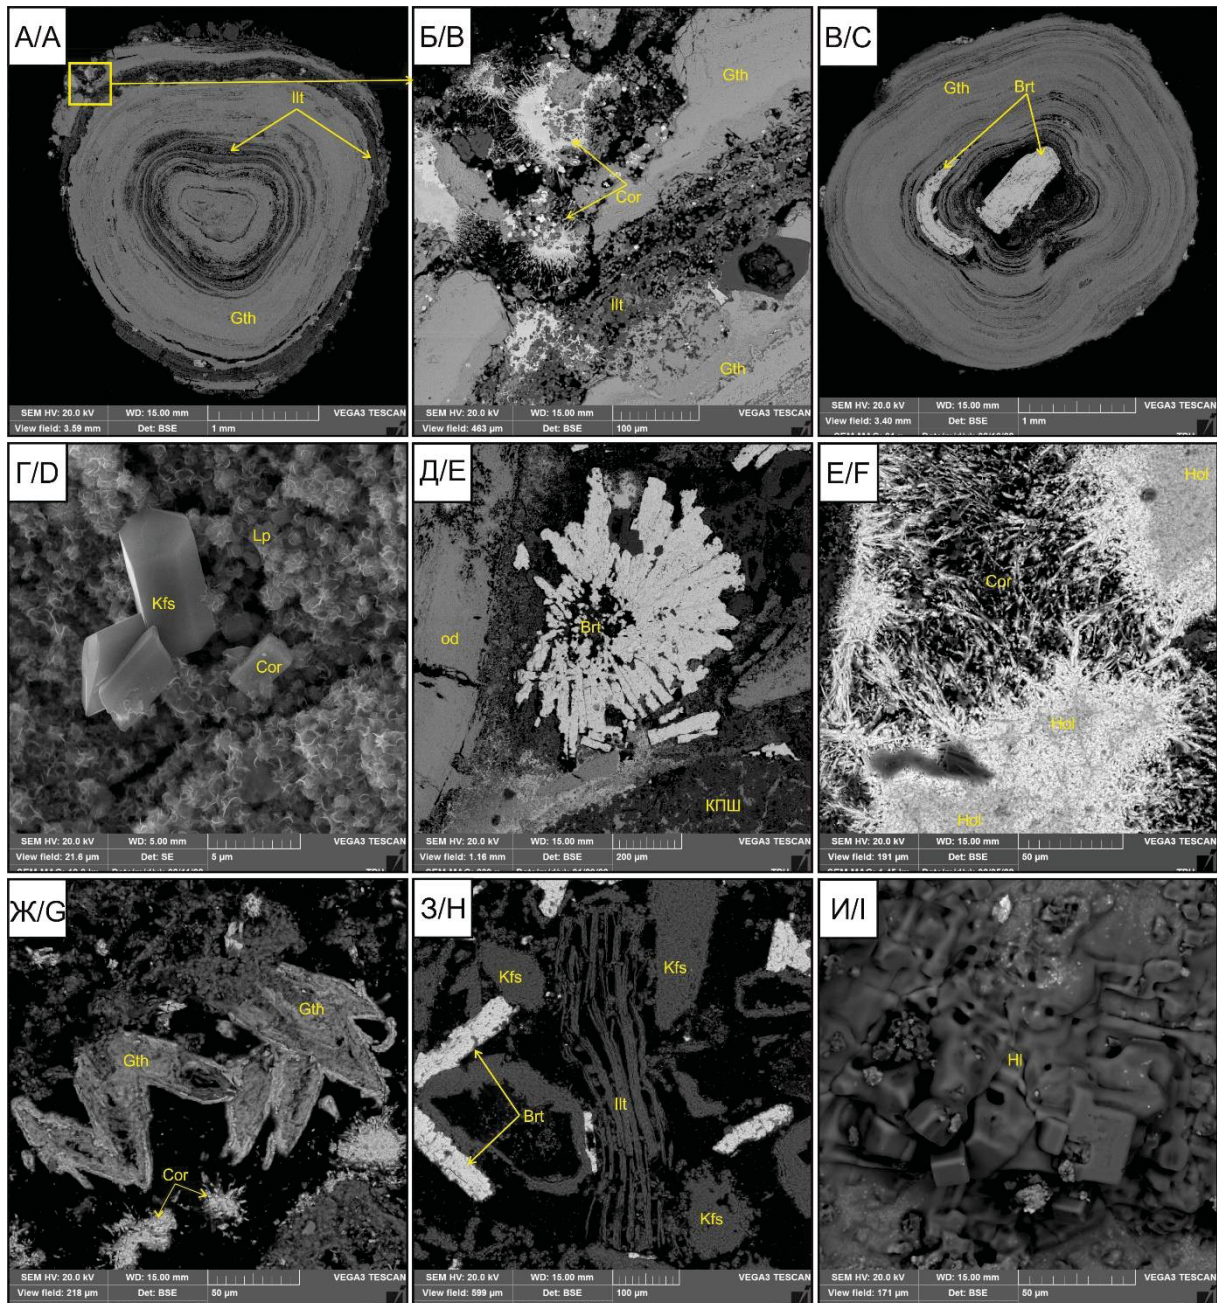 А/A
Ilt
Gth
SEM HV: 20.0 kV
WD: 15.00 mm
VEGA3 TESCAN
View field: 3.59 mm
Det: BSE
1 mm
Б/B
Gth
Cor
Ilt
Gth
SEM HV: 20.0 kV
WD: 15.00 mm
VEGA3 TESCAN
View field: 463 µm
Det: BSE
100 µm
В/C
Gth
Brt
SEM HV: 20.0 kV
WD: 15.00 mm
VEGA3 TESCAN
View field: 3.40 mm
Det: BSE
1 mm
Г/D
Lp
Kfs
Cor
SEM HV: 20.0 kV
WD: 5.00 mm
VEGA3 TESCAN
View field: 21.6 µm
Det: SE
5 µm
Д/E
od
Brt
КПШ
SEM HV: 20.0 kV
WD: 15.00 mm
VEGA3 TESCAN
View field: 1.16 mm
Det: BSE
200 µm
Е/F
Hol
Cor
Hol
Hol
SEM HV: 20.0 kV
WD: 15.00 mm
VEGA3 TESCAN
View field: 191 µm
Det: BSE
50 µm
Ж/G
Gth
Gth
Cor
SEM HV: 20.0 kV
WD: 15.00 mm
VEGA3 TESCAN
View field: 218 µm
Det: BSE
50 µm
З/H
Kfs
Kfs
Ilt
Brt
Kfs
SEM HV: 20.0 kV
WD: 15.00 mm
VEGA3 TESCAN
View field: 599 µm
Det: BSE
100 µm
И/I
Hl
SEM HV: 20.0 kV
WD: 15.00 mm
VEGA3 TESCAN
View field: 171 µm
Det: BSE
50 µm